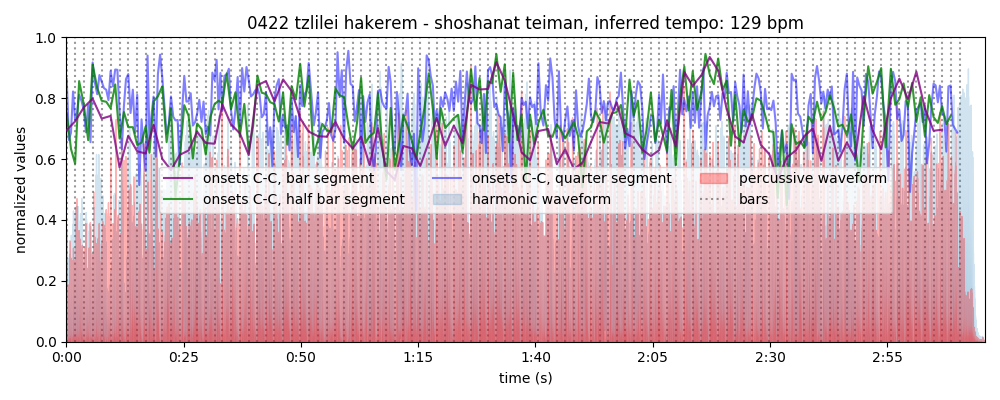 0422 tzlilei hakerem - shoshanat teiman, inferred tempo: 129 bpm
normalized values
1.0
0.8
0.6
0.4
0.2
0.0
onsets C-C, bar segment
onsets C-C, half bar segment
onsets C-C, quarter segment
harmonic waveform
percussive waveform
bars
0:00 0:25 0:50 1:15 1:40 2:05 2:30 2:55
time (s)